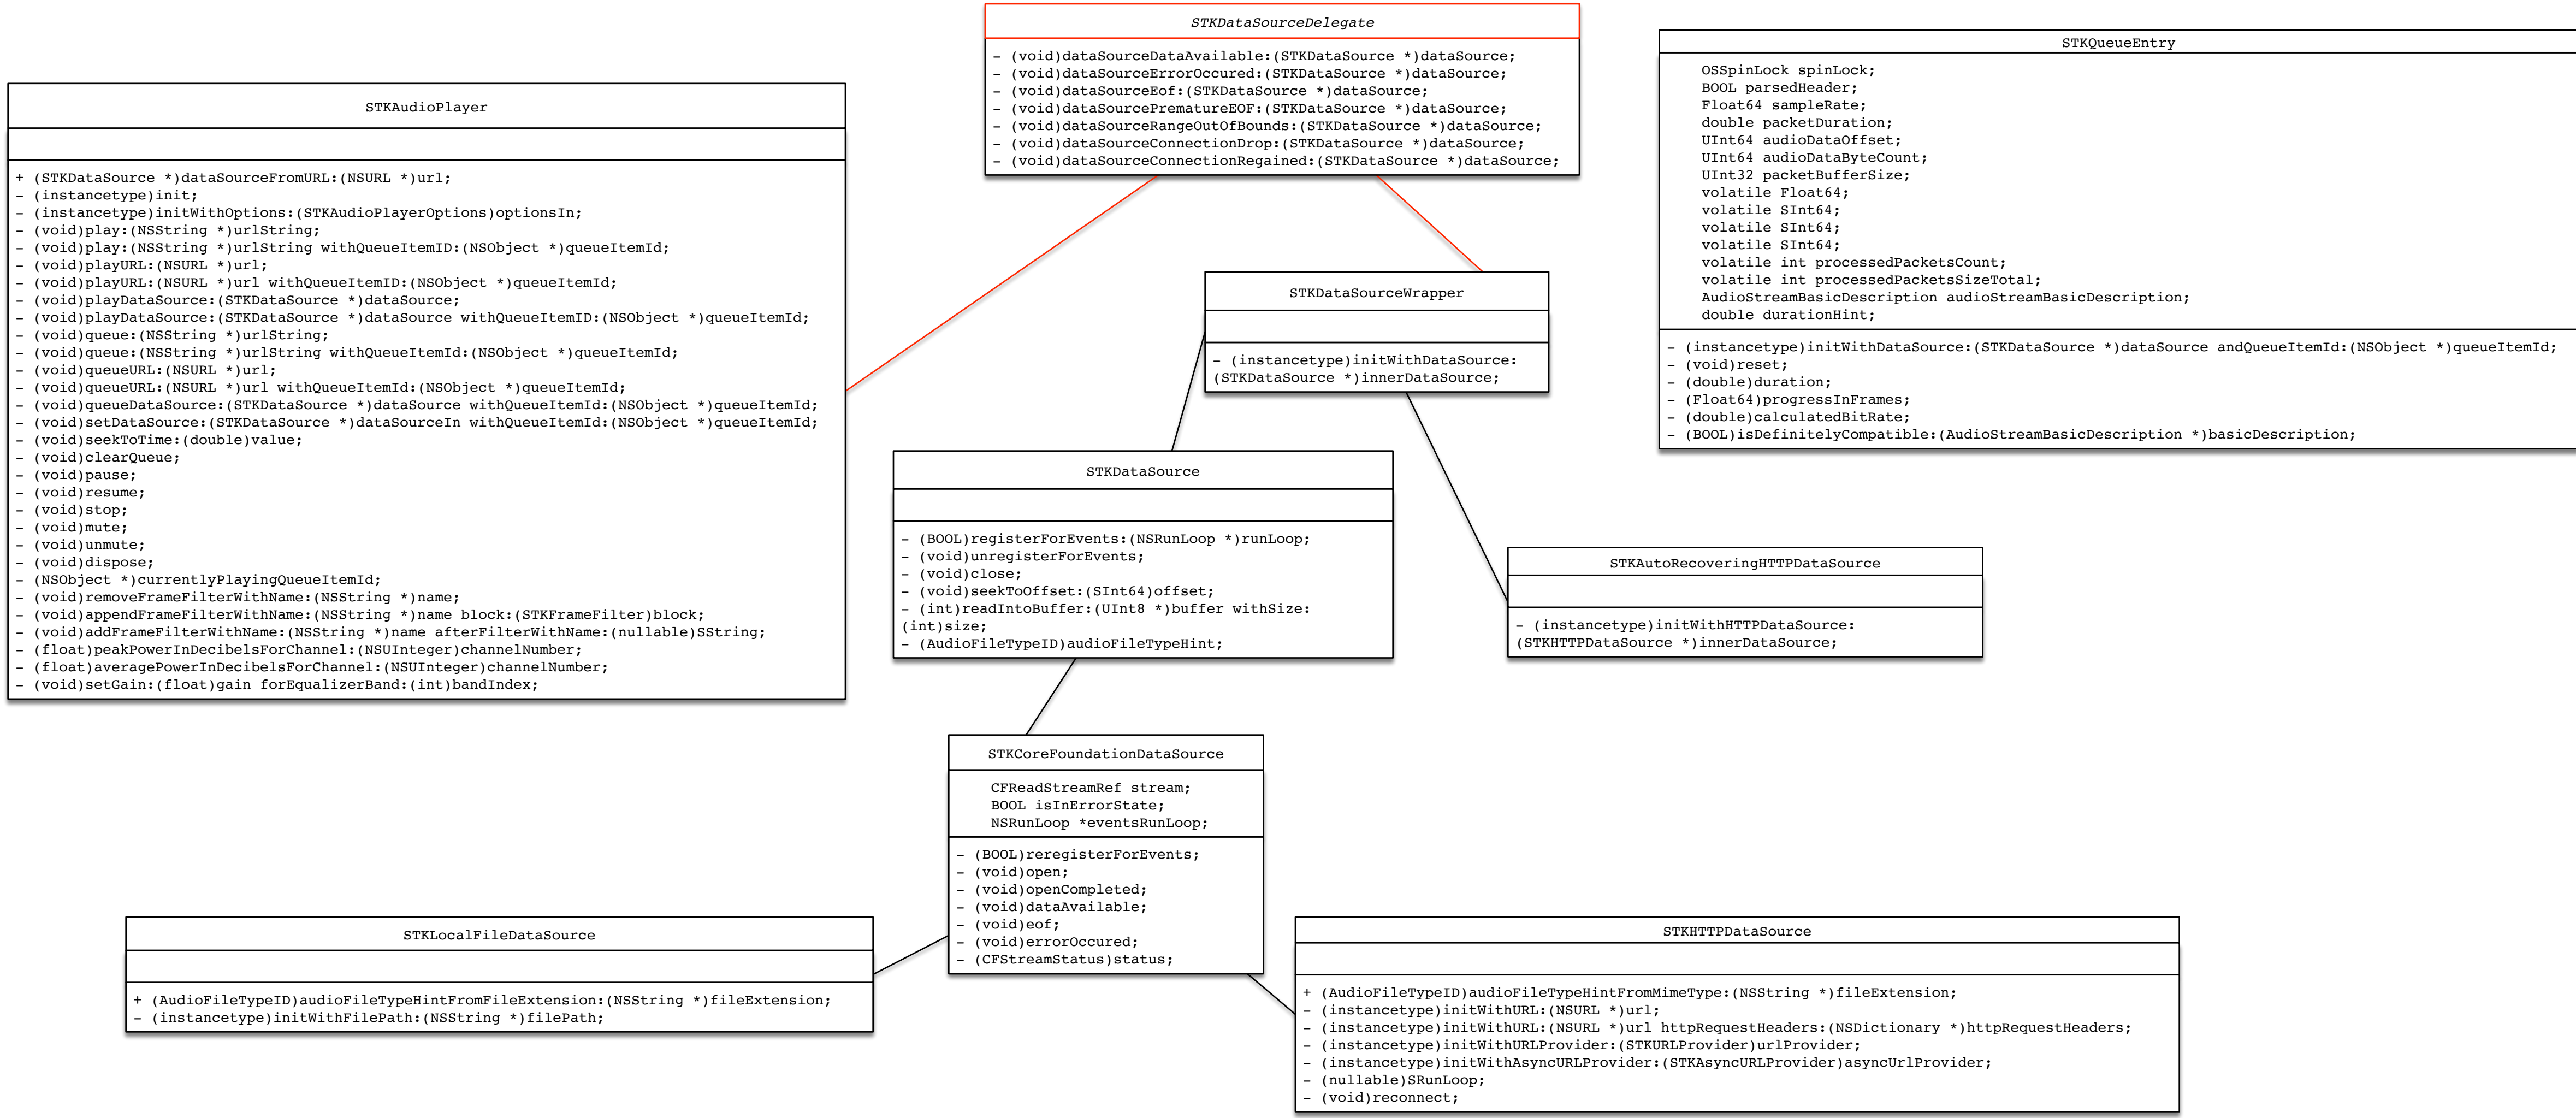 STKDataSourceDelegate
- (void)dataSourceDataAvailable:(STKDataSource *)dataSource;
- (void)dataSourceErrorOccured:(STKDataSource *)dataSource;
- (void)dataSourceEof:(STKDataSource *)dataSource;
- (void)dataSourcePrematureEOF:(STKDataSource *)dataSource;
- (void)dataSourceRangeOutOfBounds:(STKDataSource *)dataSource;
- (void)dataSourceConnectionDrop:(STKDataSource *)dataSource;
- (void)dataSourceConnectionRegained:(STKDataSource *)dataSource;
STKQueueEntry
OSSpinLock spinLock;
BOOL parsedHeader;
Float64 sampleRate;
double packetDuration;
UInt64 audioDataOffset;
UInt64 audioDataByteCount;
UInt32 packetBufferSize;
volatile Float64;
volatile SInt64;
volatile SInt64;
volatile SInt64;
volatile int processedPacketsCount;
volatile int processedPacketsSizeTotal;
AudioStreamBasicDescription audioStreamBasicDescription;
double durationHint;
- (instancetype)initWithDataSource:(STKDataSource *)dataSource andQueueItemId:(NSObject *)queueItemId;
- (void)reset;
- (double)duration;
- (Float64)progressInFrames;
- (double)calculatedBitRate;
- (BOOL)isDefinitelyCompatible:(AudioStreamBasicDescription *)basicDescription;
STKAudioPlayer
+ (STKDataSource *)dataSourceFromURL:(NSURL *)url;
- (instancetype)init;
- (instancetype)initWithOptions:(STKAudioPlayerOptions)optionsIn;
- (void)play:(NSString *)urlString;
- (void)play:(NSString *)urlString withQueueItemID:(NSObject *)queueItemId;
- (void)playURL:(NSURL *)url;
- (void)playURL:(NSURL *)url withQueueItemID:(NSObject *)queueItemId;
- (void)playDataSource:(STKDataSource *)dataSource;
- (void)playDataSource:(STKDataSource *)dataSource withQueueItemID:(NSObject *)queueItemId;
- (void)queue:(NSString *)urlString;
- (void)queue:(NSString *)urlString withQueueItemId:(NSObject *)queueItemId;
- (void)queueURL:(NSURL *)url;
- (void)queueURL:(NSURL *)url withQueueItemId:(NSObject *)queueItemId;
- (void)queueDataSource:(STKDataSource *)dataSource withQueueItemId:(NSObject *)queueItemId;
- (void)setDataSource:(STKDataSource *)dataSourceIn withQueueItemId:(NSObject *)queueItemId;
- (void)seekToTime:(double)value;
- (void)clearQueue;
- (void)pause;
- (void)resume;
- (void)stop;
- (void)mute;
- (void)unmute;
- (void)dispose;
- (NSObject *)currentlyPlayingQueueItemId;
- (void)removeFrameFilterWithName:(NSString *)name;
- (void)appendFrameFilterWithName:(NSString *)name block:(STKFrameFilter)block;
- (void)addFrameFilterWithName:(NSString *)name afterFilterWithName:(nullable)SString;
- (float)peakPowerInDecibelsForChannel:(NSUInteger)channelNumber;
- (float)averagePowerInDecibelsForChannel:(NSUInteger)channelNumber;
- (void)setGain:(float)gain forEqualizerBand:(int)bandIndex;
STKDataSourceWrapper
- (instancetype)initWithDataSource:
(STKDataSource *)innerDataSource;
STKDataSource
- (BOOL)registerForEvents:(NSRunLoop *)runLoop;
- (void)unregisterForEvents;
- (void)close;
- (void)seekToOffset:(SInt64)offset;
- (int)readIntoBuffer:(UInt8 *)buffer withSize:
(int)size;
- (AudioFileTypeID)audioFileTypeHint;
STKAutoRecoveringHTTPDataSource
- (instancetype)initWithHTTPDataSource:
(STKHTTPDataSource *)innerDataSource;
STKCoreFoundationDataSource
CFReadStreamRef stream;
BOOL isInErrorState;
NSRunLoop *eventsRunLoop;
- (BOOL)reregisterForEvents;
- (void)open;
- (void)openCompleted;
- (void)dataAvailable;
- (void)eof;
- (void)errorOccured;
- (CFStreamStatus)status;
STKLocalFileDataSource
+ (AudioFileTypeID)audioFileTypeHintFromFileExtension:(NSString *)fileExtension;
- (instancetype)initWithFilePath:(NSString *)filePath;
STKHTTPDataSource
+ (AudioFileTypeID)audioFileTypeHintFromMimeType:(NSString *)fileExtension;
- (instancetype)initWithURL:(NSURL *)url;
- (instancetype)initWithURL:(NSURL *)url httpRequestHeaders:(NSDictionary *)httpRequestHeaders;
- (instancetype)initWithURLProvider:(STKURLProvider)urlProvider;
- (instancetype)initWithAsyncURLProvider:(STKAsyncURLProvider)asyncUrlProvider;
- (nullable)SRunLoop;
- (void)reconnect;